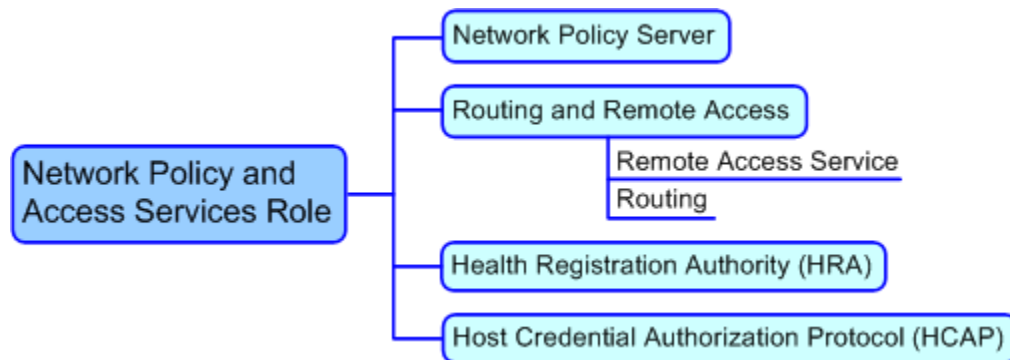 Network Policy Server
Routing and Remote Access
Remote Access Service
Routing
Network Policy and
Access Services Role
Health Registration Authority (HRA)
Host Credential Authorization Protocol (HCAP)